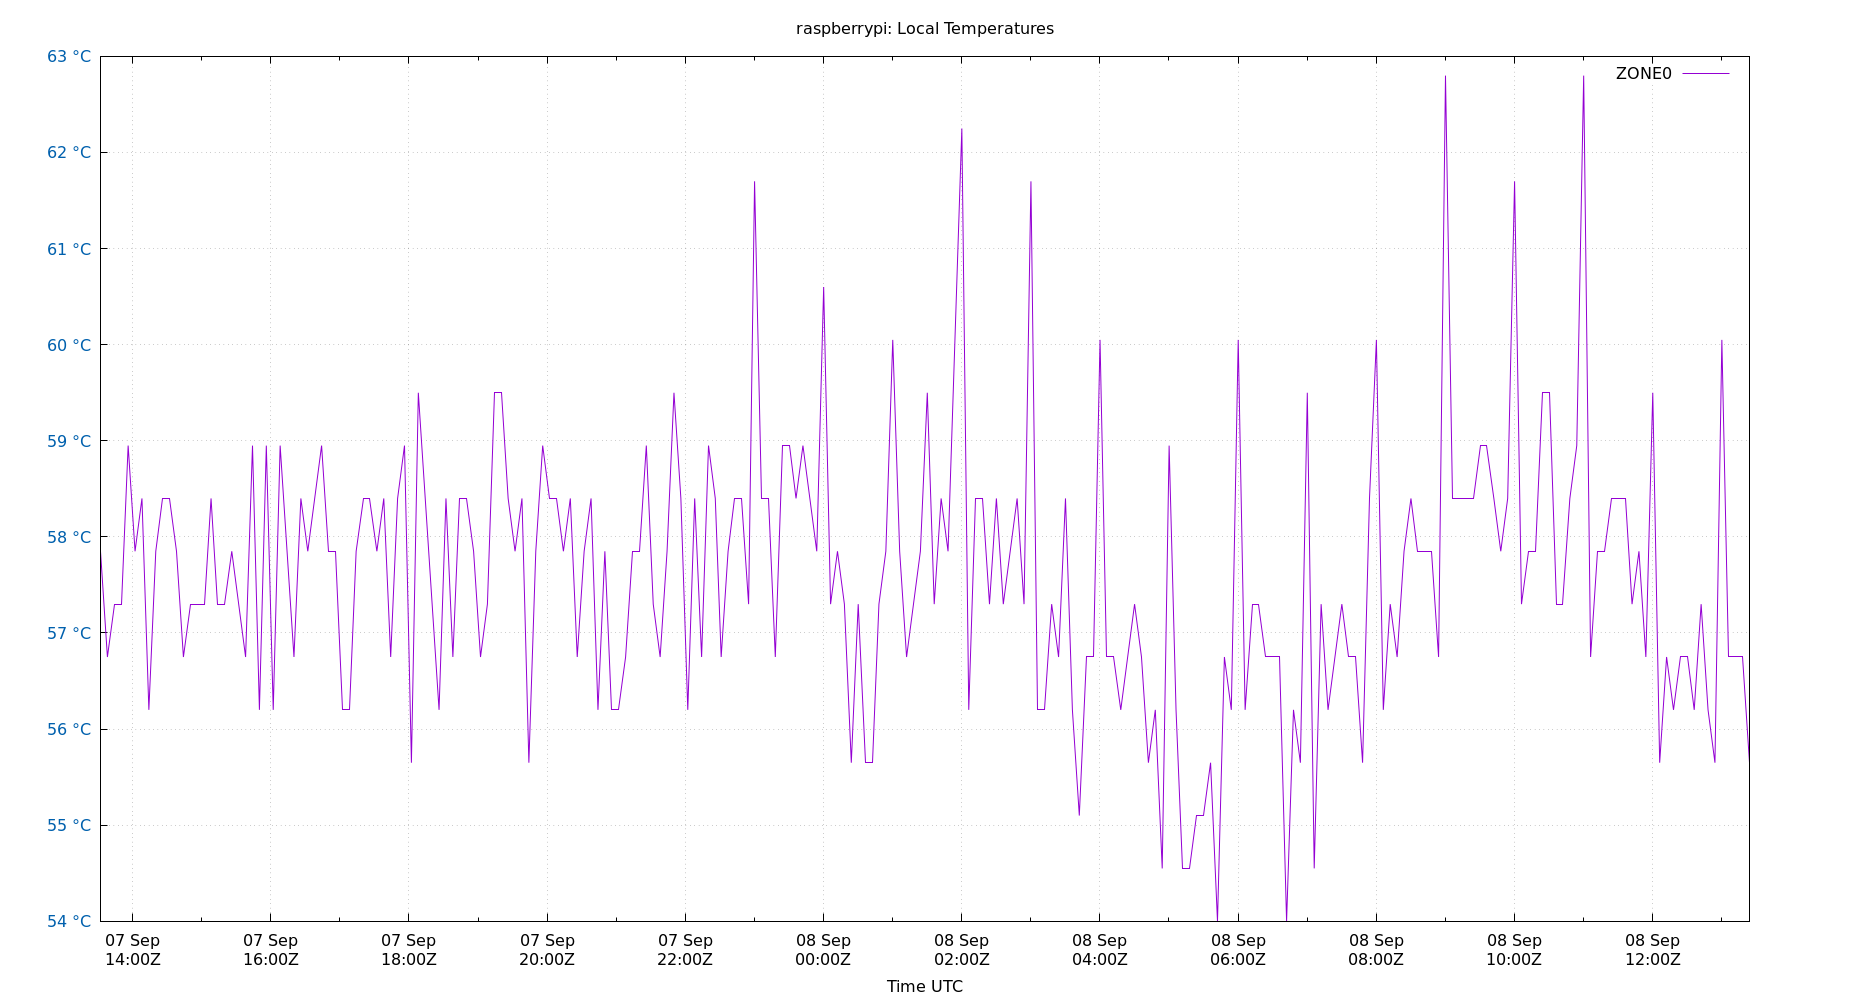 raspberrypi: Local Temperatures
63 °C
ZONE0
62 °C
61 °C
60 °C
59 °C
58 °C
57 °C
56 °C
55 °C
54 °C
07 Sep 07 Sep 07 Sep 07 Sep 07 Sep 08 Sep 08 Sep 08 Sep 08 Sep 08 Sep 08 Sep 08 Sep
14:00Z 16:00Z 18:00Z 20:00Z 22:00Z 00:00Z 02:00Z 04:00Z 06:00Z 08:00Z 10:00Z 12:00Z
Time UTC